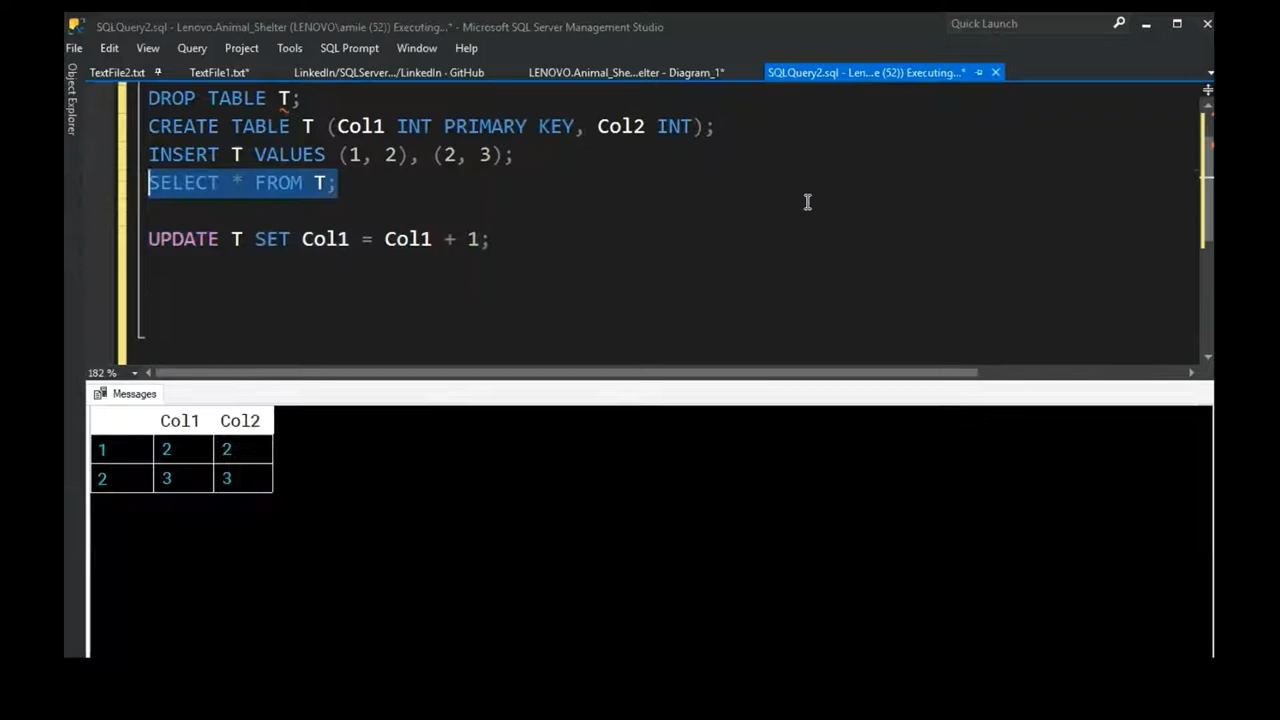 SQLQuery2.sql - Lenovo.Animal_Shelter (LENOVO\amile (52)) Executing...* - Microsoft SQL Server Management Studio
Quick Launch
File Edit View Query Project Tools SQL Prompt Window Help
TextFile2.txt TextFile1.txt* LinkedIn/SQLServer.../LinkedIn - GitHub LENOVO.Animal_She...elter - Diagram_1* SQLQuery2.sql - Len...e (52)) Executing...*
Object Explorer
DROP TABLE T;
CREATE TABLE T (Col1 INT PRIMARY KEY, Col2 INT);
INSERT T VALUES (1, 2), (2, 3);
SELECT * FROM T;
UPDATE T SET Col1 = Col1 + 1;
182 %
Messages
Col1 Col2
1 2 2
2 3 3